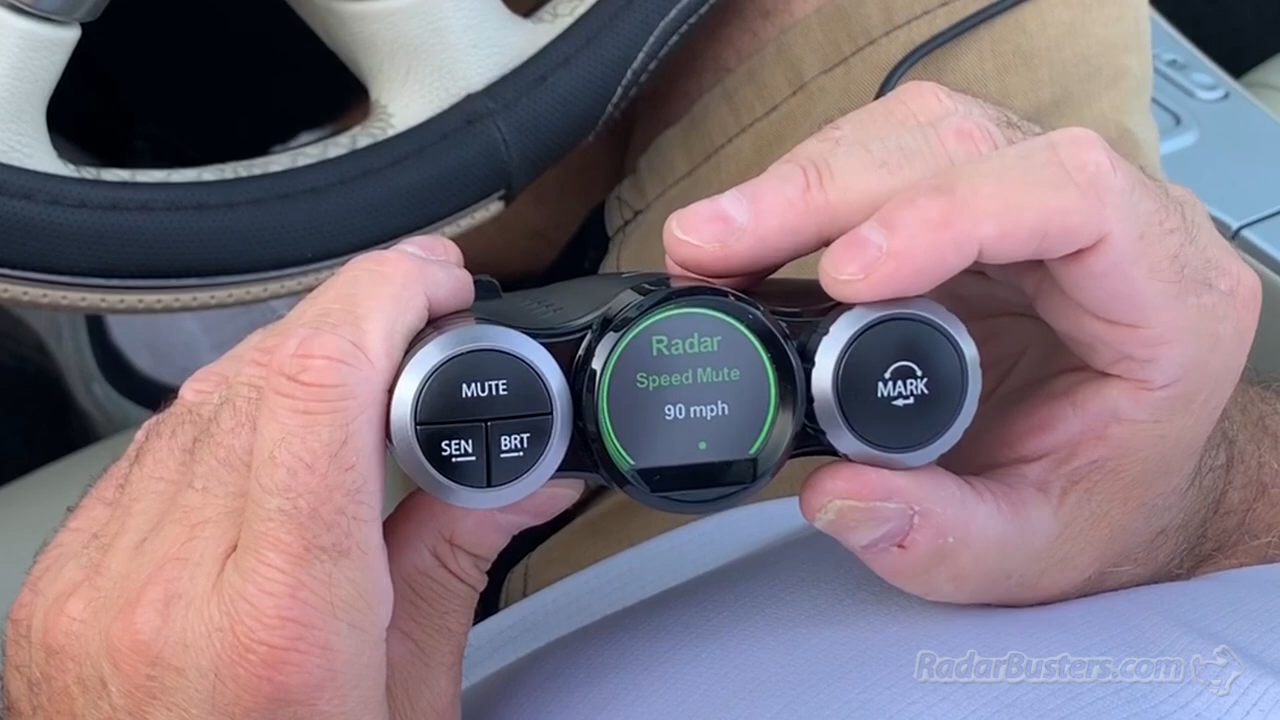 MUTE
SEN
BRT
Radar
Speed Mute
90 mph
MARK
RadarBusters.com